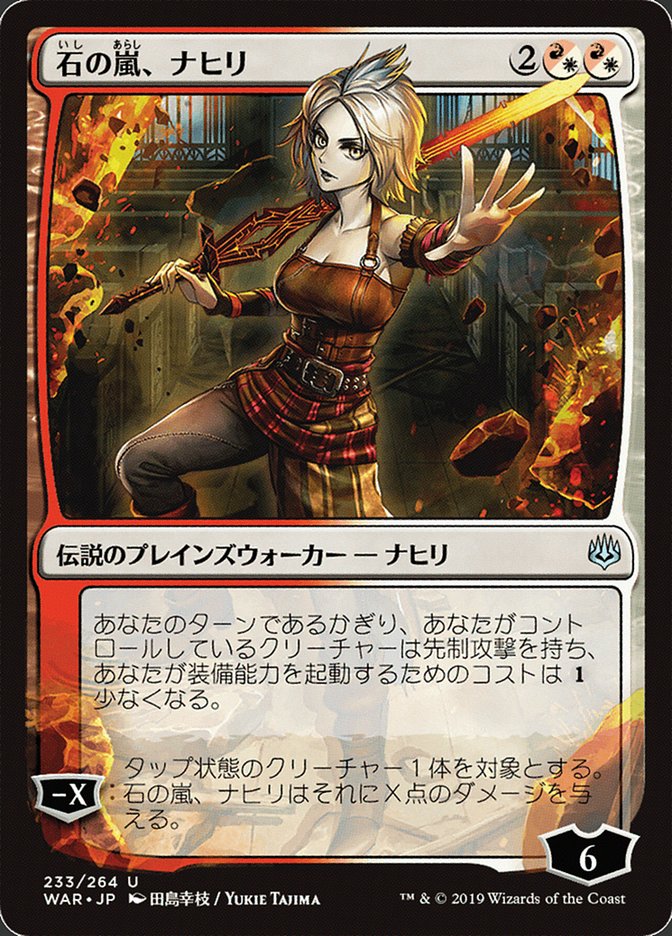 いし あらし
石の嵐、ナヒリ 2
伝説のプレインズウォーカー — ナヒリ
あなたのターンであるかぎり、あなたがコント
ロールしているクリーチャーは先制攻撃を持ち、
あなたが装備能力を起動するためのコストは 1
少なくなる。
タップ状態のクリーチャー1体を対象とする。
-X :石の嵐、ナヒリはそれにX点のダメージを与
える。
6
233/264 U
WAR • JP 田島幸枝 / YUKIE TAJIMA
™ & © 2019 Wizards of the Coast